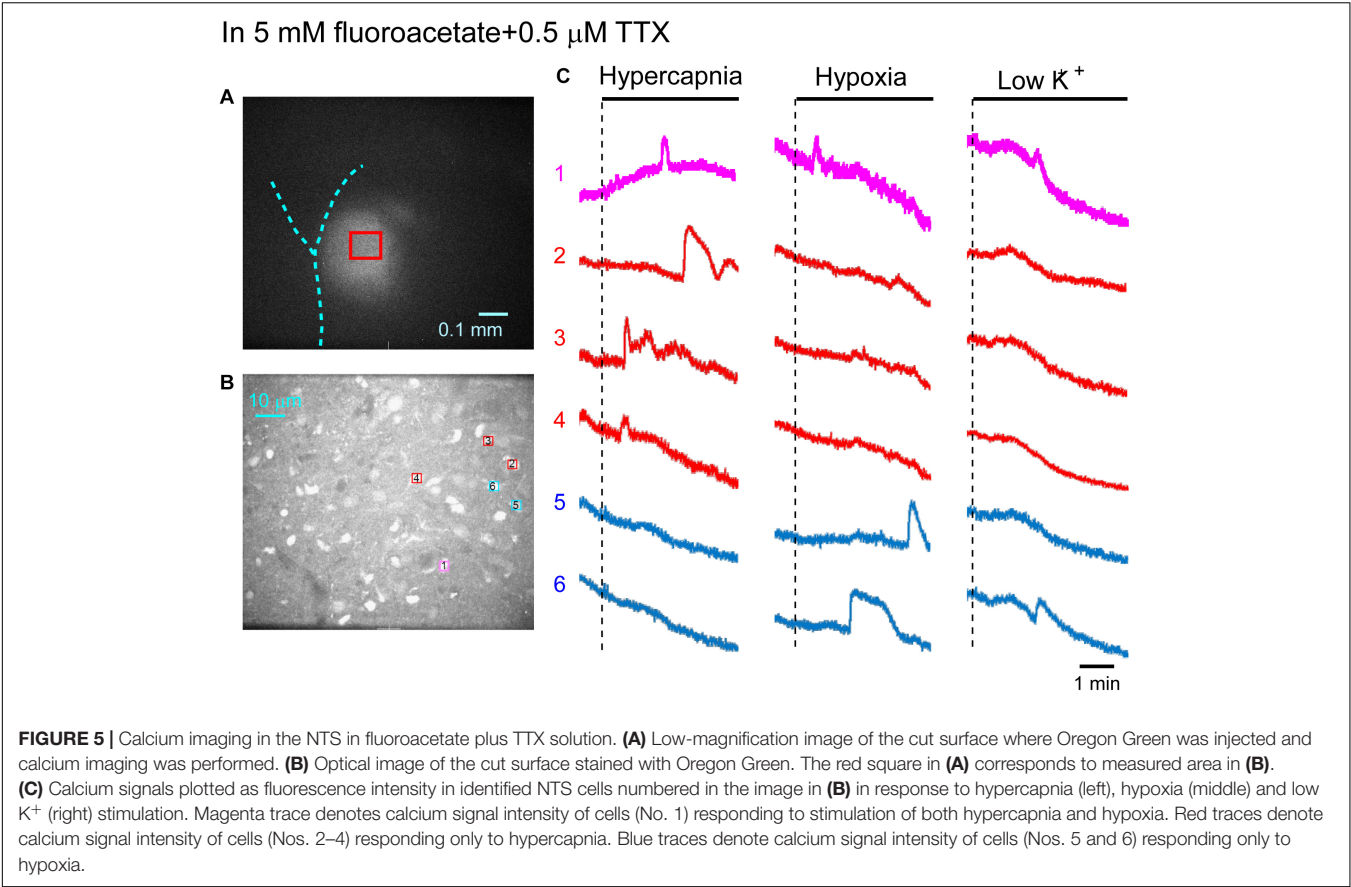 In 5 mM fluoroacetate+0.5 μM TTX
A
0.1 mm
B
10 μm
3
2
4
6
5
1
C
Hypercapnia
Hypoxia
Low K+ +
1
2
3
4
5
6
1 min
FIGURE 5 | Calcium imaging in the NTS in fluoroacetate plus TTX solution. (A) Low-magnification image of the cut surface where Oregon Green was injected and
calcium imaging was performed. (B) Optical image of the cut surface stained with Oregon Green. The red square in (A) corresponds to measured area in (B).
(C) Calcium signals plotted as fluorescence intensity in identified NTS cells numbered in the image in (B) in response to hypercapnia (left), hypoxia (middle) and low
K+ (right) stimulation. Magenta trace denotes calcium signal intensity of cells (No. 1) responding to stimulation of both hypercapnia and hypoxia. Red traces denote
calcium signal intensity of cells (Nos. 2–4) responding only to hypercapnia. Blue traces denote calcium signal intensity of cells (Nos. 5 and 6) responding only to
hypoxia.